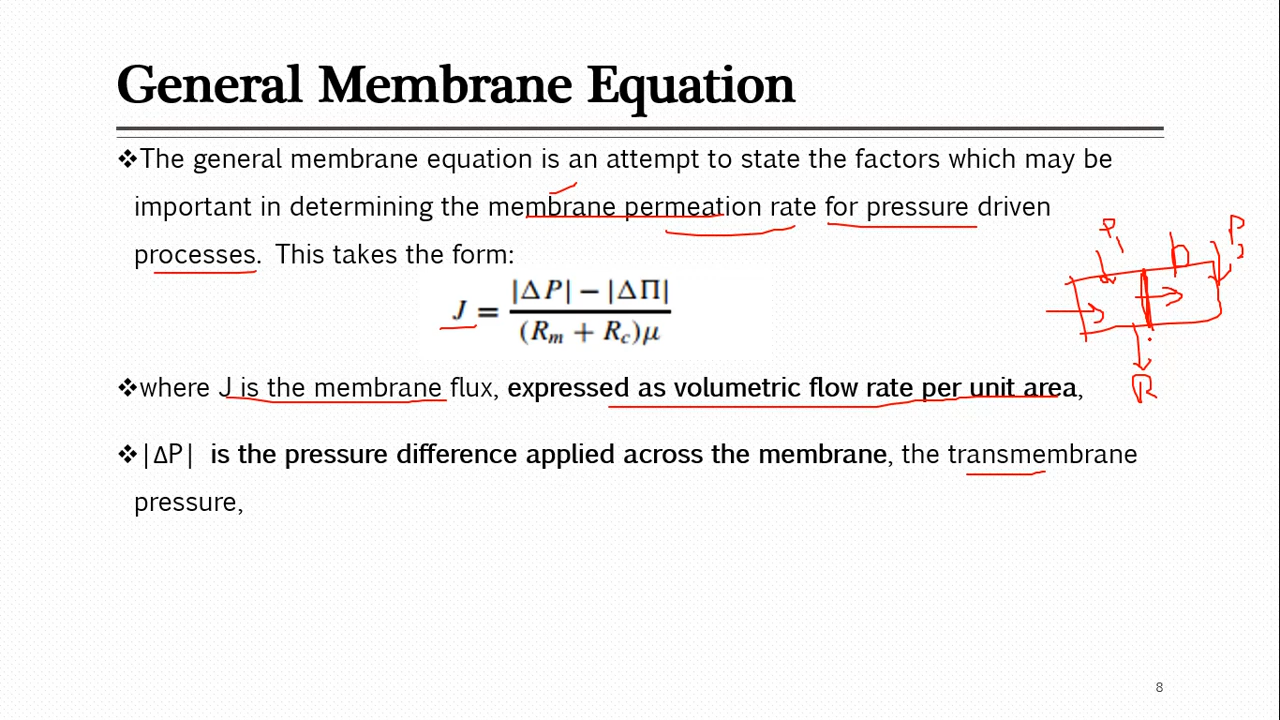 General Membrane Equation
❖The general membrane equation is an attempt to state the factors which may be
important in determining the membrane permeation rate for pressure driven
processes. This takes the form:
J = |ΔP| − |ΔΠ| / (Rm + Rc)μ
❖where J is the membrane flux, expressed as volumetric flow rate per unit area,
❖|ΔP| is the pressure difference applied across the membrane, the transmembrane
pressure,
P1
P2
R
8